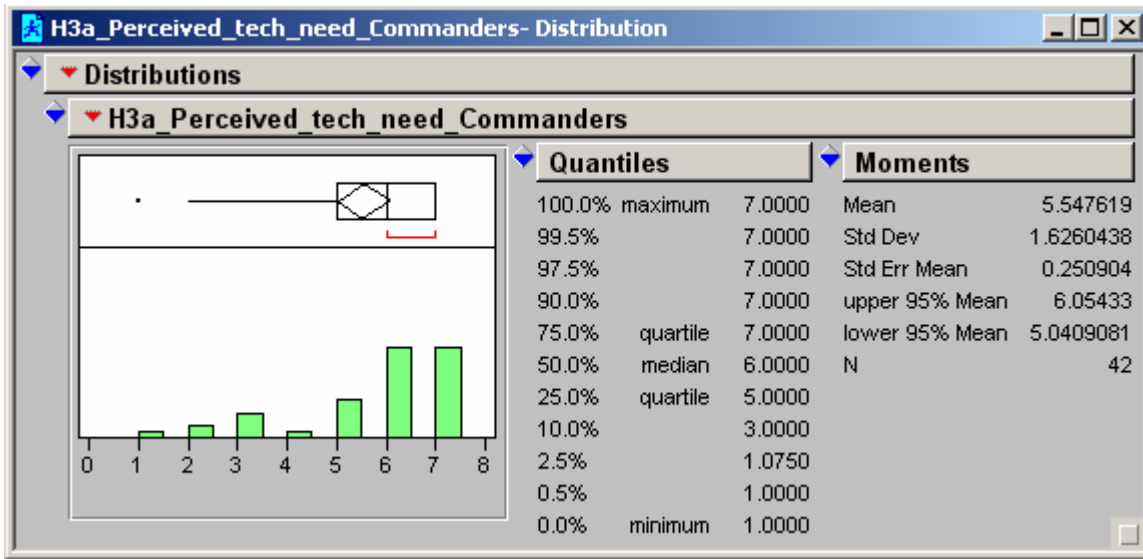 H3a_Perceived_tech_need_Commanders- Distribution
Distributions
H3a_Perceived_tech_need_Commanders
0 1 2 3 4 5 6 7 8
Quantiles
100.0% maximum 7.0000
99.5% 7.0000
97.5% 7.0000
90.0% 7.0000
75.0% quartile 7.0000
50.0% median 6.0000
25.0% quartile 5.0000
10.0% 3.0000
2.5% 1.0750
0.5% 1.0000
0.0% minimum 1.0000
Moments
Mean 5.547619
Std Dev 1.6260438
Std Err Mean 0.250904
upper 95% Mean 6.05433
lower 95% Mean 5.0409081
N 42